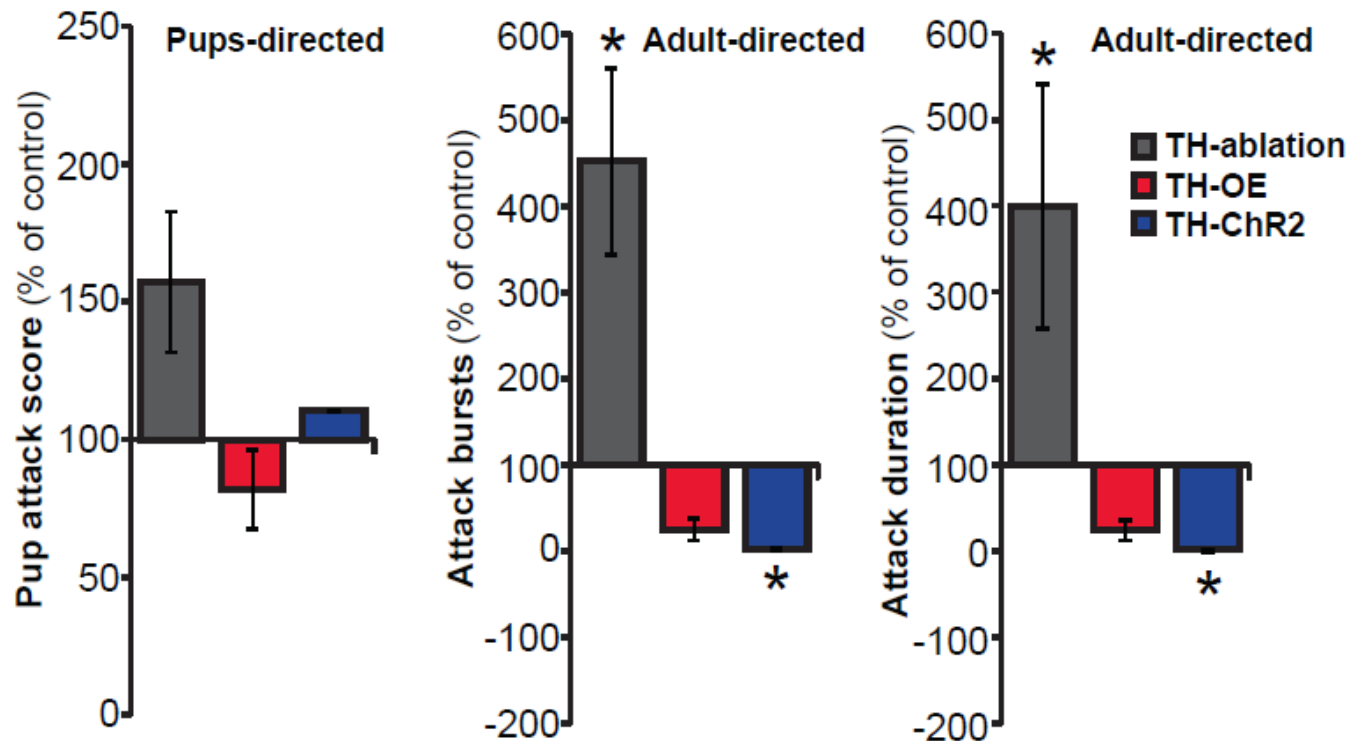 Pups-directed
Pup attack score (% of control)
250
200
150
100
50
0
* Adult-directed
Attack bursts (% of control)
600
500
400
300
200
100
0
-100
-200
*
* Adult-directed
Attack duration (% of control)
600
500
400
300
200
100
0
-100
-200
*
TH-ablation
TH-OE
TH-ChR2